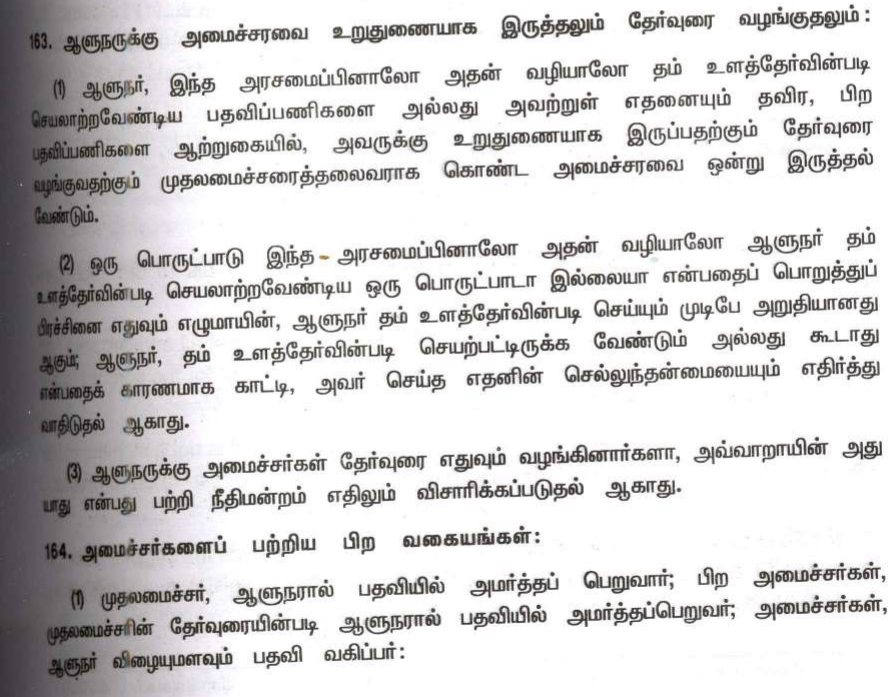 163. ஆளுநருக்கு அமைச்சரவை உறுதுணையாக இருத்தலும் தேர்வுரை வழங்குதலும் :
(1) ஆளுநர், இந்த அரசமைப்பினாலோ அதன் வழியாலோ தம் உளத்தேர்வின்படி
செயலாற்றவேண்டிய பதவிப்பணிகளை அல்லது அவற்றுள் எதனையும் தவிர, பிற
பதவிப்பணிகளை ஆற்றுகையில், அவருக்கு உறுதுணையாக இருப்பதற்கும் தேர்வுரை
வழங்குவதற்கும் முதலமைச்சரைத்தலைவராக கொண்ட அமைச்சரவை ஒன்று இருத்தல்
வேண்டும்.
(2) ஒரு பொருட்பாடு இந்த அரசமைப்பினாலோ அதன் வழியாலோ ஆளுநர் தம்
உளத்தேர்வின்படி செயலாற்றவேண்டிய ஒரு பொருட்பாடா இல்லையா என்பதைப் பொறுத்துப்
பிரச்சினை எதுவும் எழுமாயின், ஆளுநர் தம் உளத்தேர்வின்படி செய்யும் முடிபே அறுதியானது
ஆகும்; ஆளுநர், தம் உளத்தேர்வின்படி செயற்பட்டிருக்க வேண்டும் அல்லது கூடாது
என்பதைக் காரணமாக காட்டி, அவர் செய்த எதனின் செல்லுந்தன்மையையும் எதிர்த்து
வாதிடுதல் ஆகாது.
(3) ஆளுநருக்கு அமைச்சர்கள் தேர்வுரை எதுவும் வழங்கினார்களா, அவ்வாறாயின் அது
யாது என்பது பற்றி நீதிமன்றம் எதிலும் விசாரிக்கப்படுதல் ஆகாது.
164. அமைச்சர்களைப் பற்றிய பிற வகையங்கள் :
(1) முதலமைச்சர், ஆளுநரால் பதவியில் அமர்த்தப் பெறுவார்; பிற அமைச்சர்கள்,
முதலமைச்சரின் தேர்வுரையின்படி ஆளுநரால் பதவியில் அமர்த்தப்பெறுவர்; அமைச்சர்கள்,
ஆளுநர் விழையுமளவும் பதவி வகிப்பர் :